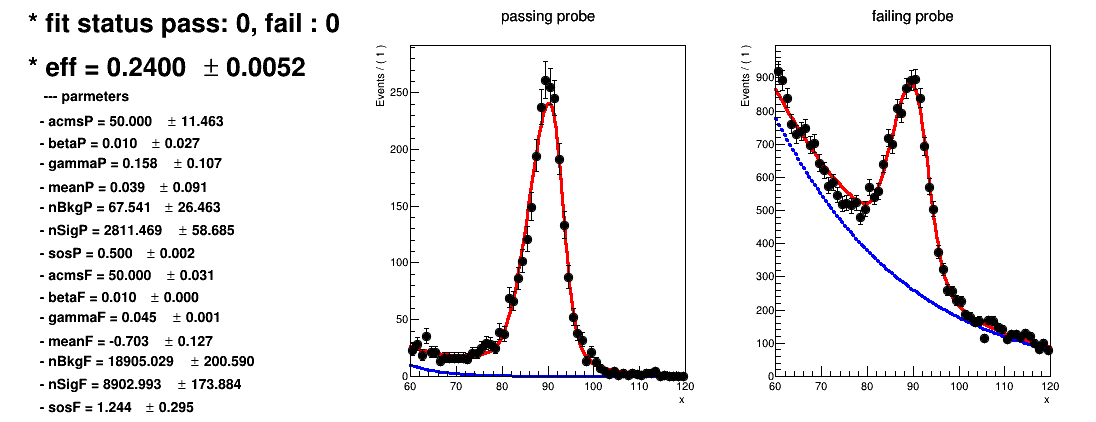 * fit status pass: 0, fail : 0
* eff = 0.2400 ± 0.0052
--- parmeters
- acmsP = 50.000 ± 11.463
- betaP = 0.010 ± 0.027
- gammaP = 0.158 ± 0.107
- meanP = 0.039 ± 0.091
- nBkgP = 67.541 ± 26.463
- nSigP = 2811.469 ± 58.685
- sosP = 0.500 ± 0.002
- acmsF = 50.000 ± 0.031
- betaF = 0.010 ± 0.000
- gammaF = 0.045 ± 0.001
- meanF = -0.703 ± 0.127
- nBkgF = 18905.029 ± 200.590
- nSigF = 8902.993 ± 173.884
- sosF = 1.244 ± 0.295
passing probe
Events / ( 1 )
250
200
150
100
50
0
60 70 80 90 100 110 120
x
failing probe
Events / ( 1 )
900
800
700
600
500
400
300
200
100
0
60 70 80 90 100 110 120
x